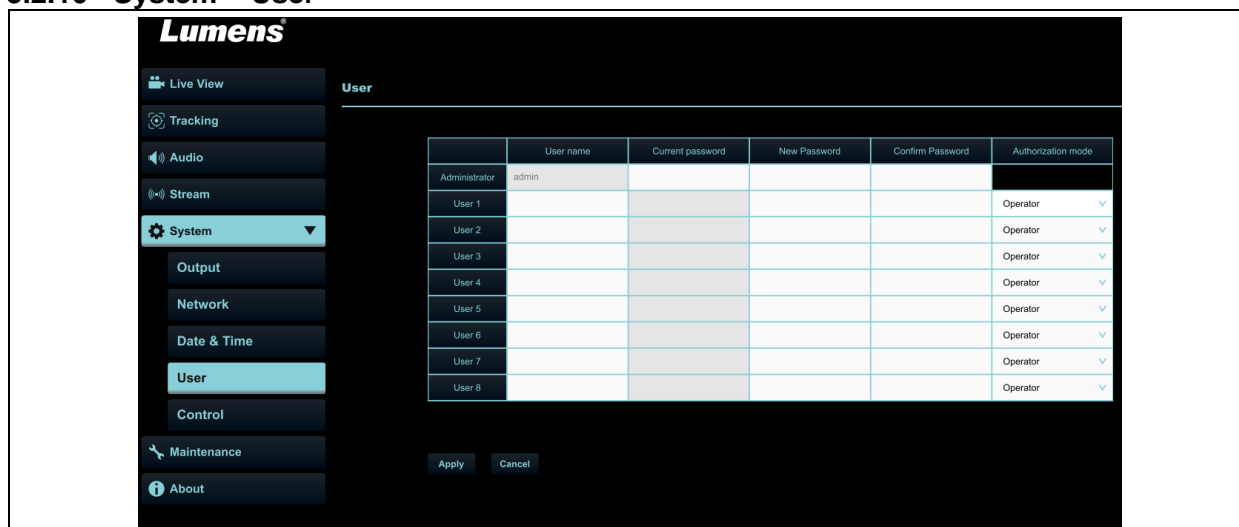 Lumens®
Live View
User
Tracking
Audio
Stream
System
Output
Network
Date & Time
User
Control
Maintenance
About
User name Current password New Password Confirm Password Authorization mode
Administrator admin
User 1 Operator
User 2 Operator
User 3 Operator
User 4 Operator
User 5 Operator
User 6 Operator
User 7 Operator
User 8 Operator
Apply Cancel